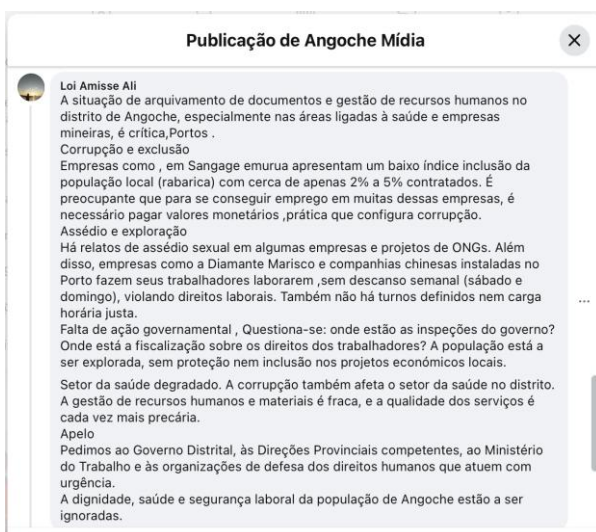 Publicação de Angoche Mídia
Loi Amisse Ali
A situação de arquivamento de documentos e gestão de recursos humanos no
distrito de Angoche, especialmente nas áreas ligadas à saúde e empresas
mineiras, é crítica,Portos .
Corrupção e exclusão
Empresas como , em Sangage emurua apresentam um baixo índice inclusão da
população local (rabarica) com cerca de apenas 2% a 5% contratados. É
preocupante que para se conseguir emprego em muitas dessas empresas, é
necessário pagar valores monetários ,prática que configura corrupção.
Assédio e exploração
Há relatos de assédio sexual em algumas empresas e projetos de ONGs. Além
disso, empresas como a Diamante Marisco e companhias chinesas instaladas no
Porto fazem seus trabalhadores laborarem ,sem descanso semanal (sábado e
domingo), violando direitos laborais. Também não há turnos definidos nem carga
horária justa.
Falta de ação governamental , Questiona-se: onde estão as inspeções do governo?
Onde está a fiscalização sobre os direitos dos trabalhadores? A população está a
ser explorada, sem proteção nem inclusão nos projetos económicos locais.
Setor da saúde degradado. A corrupção também afeta o setor da saúde no distrito.
A gestão de recursos humanos e materiais é fraca, e a qualidade dos serviços é
cada vez mais precária.
Apelo
Pedimos ao Governo Distrital, às Direções Provinciais competentes, ao Ministério
do Trabalho e às organizações de defesa dos direitos humanos que atuem com
urgência.
A dignidade, saúde e segurança laboral da população de Angoche estão a ser
ignoradas.